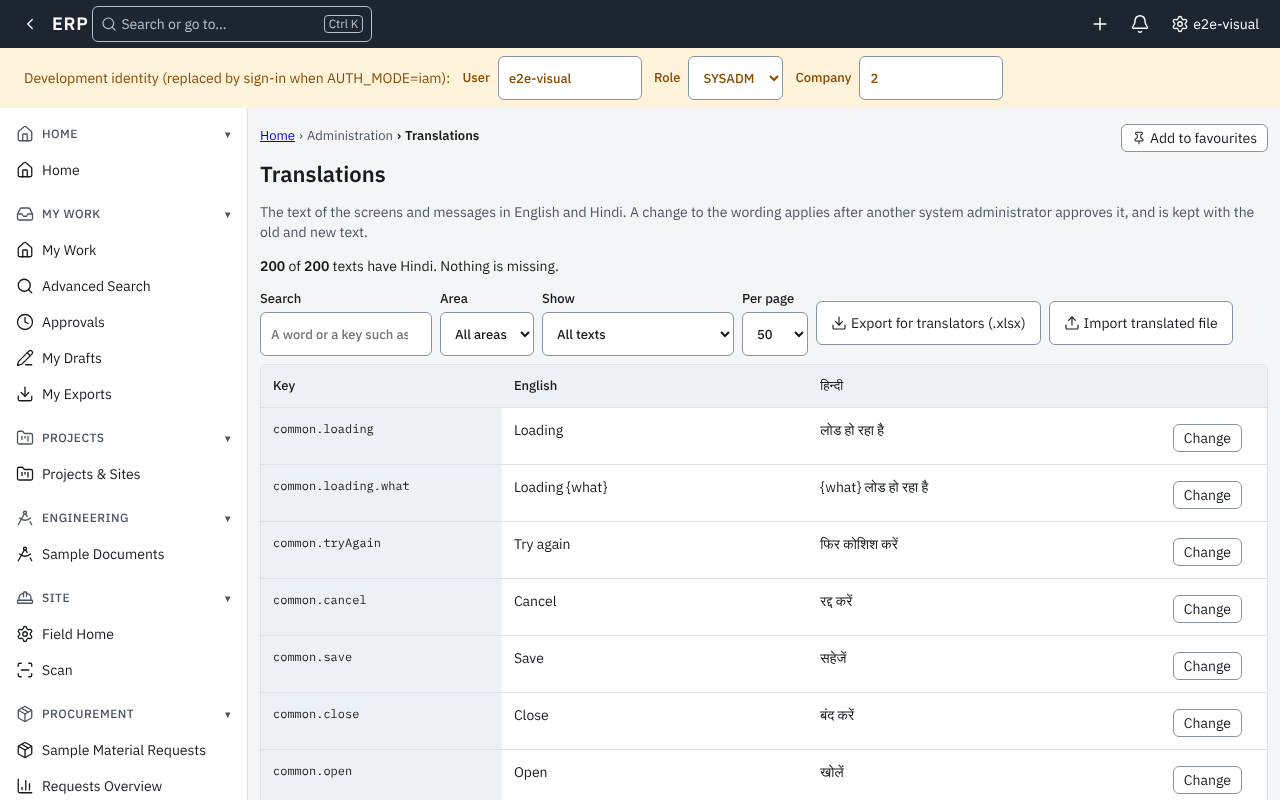 ERP
Search or go to...
Ctrl K
e2e-visual
Development identity (replaced by sign-in when AUTH_MODE=iam): User e2e-visual Role SYSADM Company 2
HOME
Home
MY WORK
My Work
Advanced Search
Approvals
My Drafts
My Exports
PROJECTS
Projects & Sites
ENGINEERING
Sample Documents
SITE
Field Home
Scan
PROCUREMENT
Sample Material Requests
Requests Overview
Home › Administration › Translations
Add to favourites
Translations
The text of the screens and messages in English and Hindi. A change to the wording applies after another system administrator approves it, and is kept with the
old and new text.
200 of 200 texts have Hindi. Nothing is missing.
Search Area Show Per page
A word or a key such as All areas All texts 50 Export for translators (.xlsx) Import translated file
Key English हिन्दी
common.loading Loading लोड हो रहा है Change
common.loading.what Loading {what} {what} लोड हो रहा है Change
common.tryAgain Try again फिर कोशिश करें Change
common.cancel Cancel रद्द करें Change
common.save Save सहेजें Change
common.close Close बंद करें Change
common.open Open खोलें Change